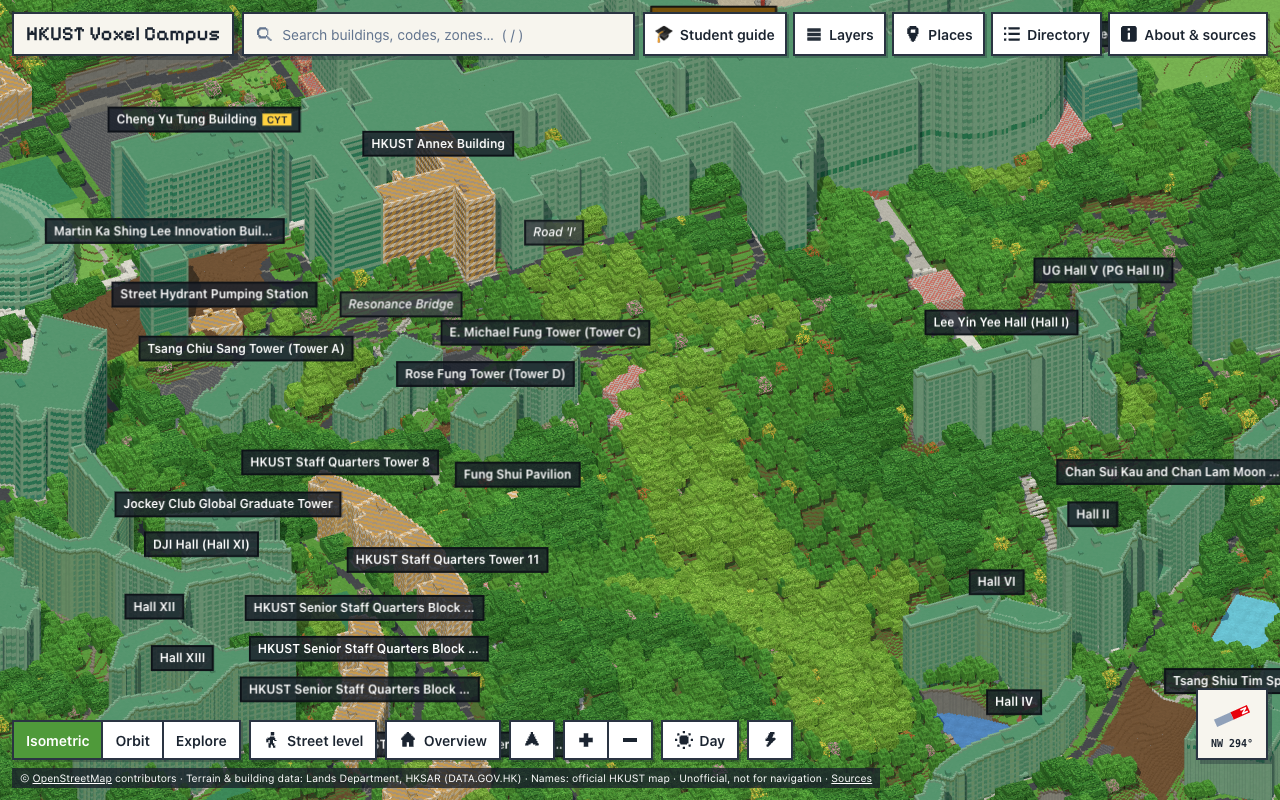 HKUST Voxel Campus
Search buildings, codes, zones... ( / )
Student guide
Layers
Places
Directory
About & sources
Cheng Yu Tung Building CYT
HKUST Annex Building
Martin Ka Shing Lee Innovation Buil...
Road 'I'
UG Hall V (PG Hall II)
Street Hydrant Pumping Station
Resonance Bridge
Lee Yin Yee Hall (Hall I)
E. Michael Fung Tower (Tower C)
Tsang Chiu Sang Tower (Tower A)
Rose Fung Tower (Tower D)
HKUST Staff Quarters Tower 8
Fung Shui Pavilion
Chan Sui Kau and Chan Lam Moon ...
Jockey Club Global Graduate Tower
Hall II
DJI Hall (Hall XI)
HKUST Staff Quarters Tower 11
Hall VI
Hall XII
HKUST Senior Staff Quarters Block ...
HKUST Senior Staff Quarters Block ...
Hall XIII
Tsang Shiu Tim Sp
HKUST Senior Staff Quarters Block ...
Hall IV
N
NW 294°
Isometric
Orbit
Explore
Street level
Overview
Day
© OpenStreetMap contributors · Terrain & building data: Lands Department, HKSAR (DATA.GOV.HK) · Names: official HKUST map · Unofficial, not for navigation · Sources